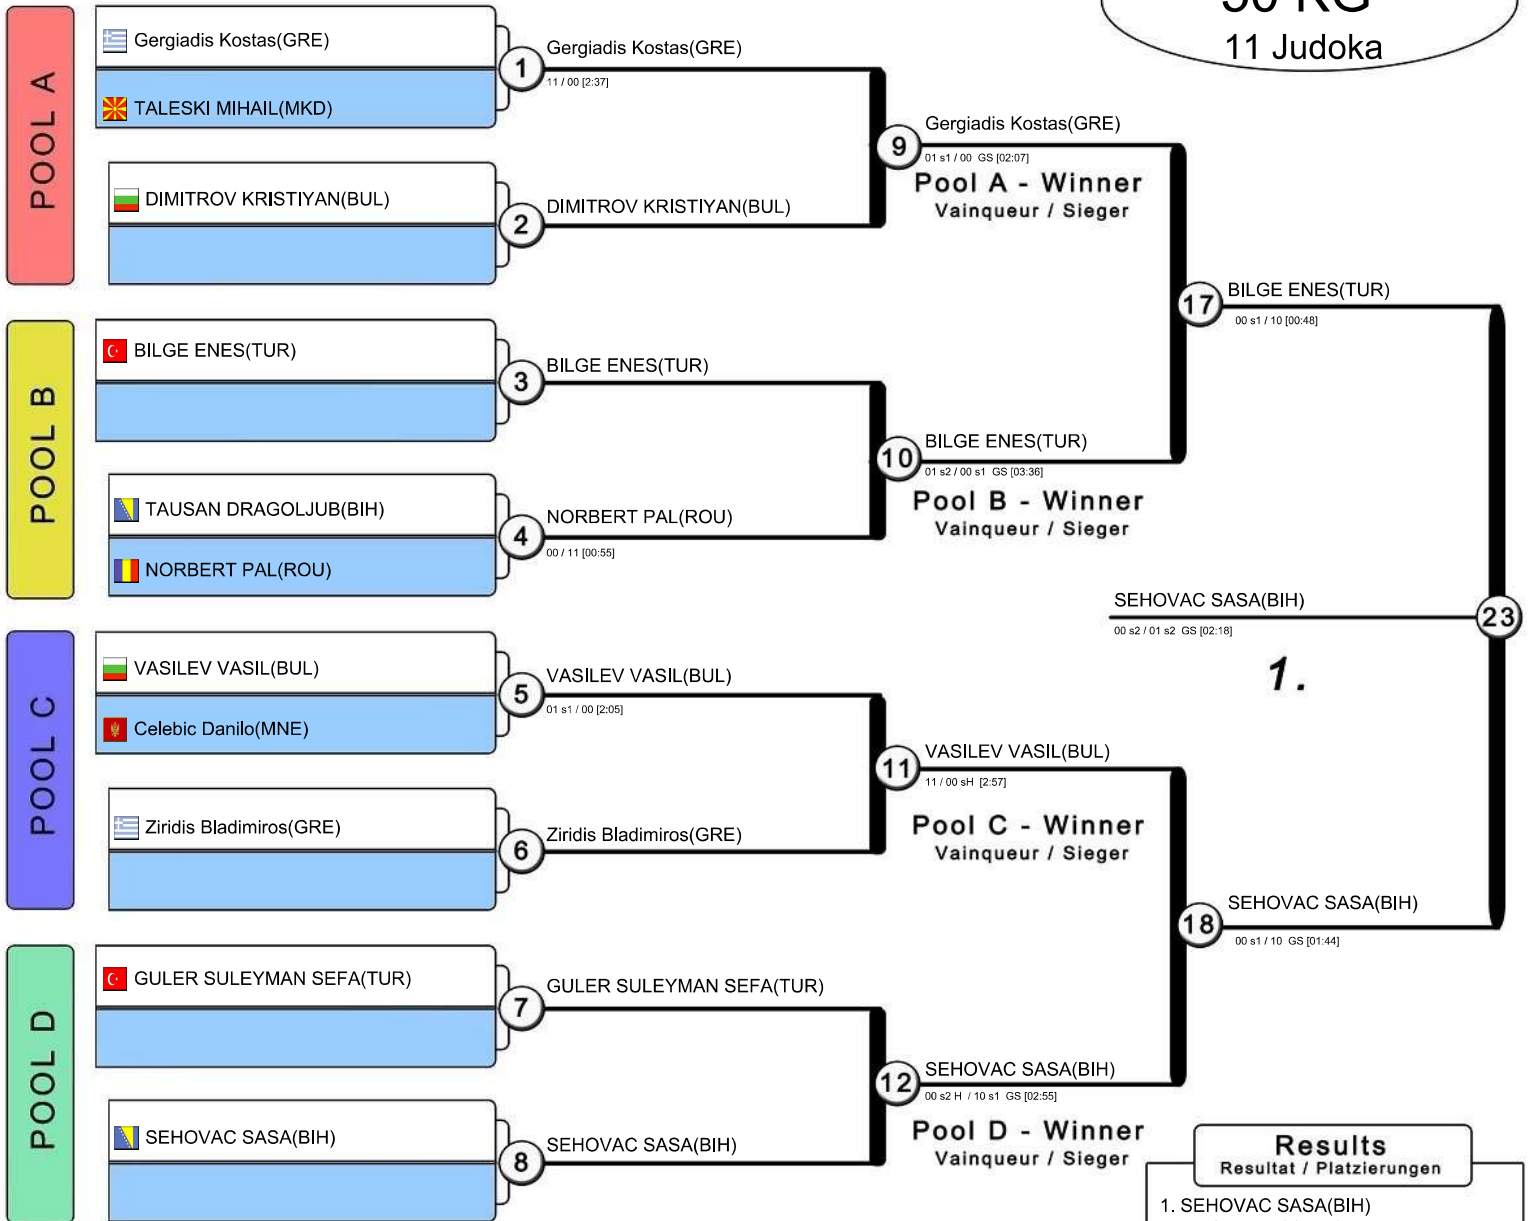 50 KG
11 Judoka
POOL A
Gergiadis Kostas(GRE)
TALESKI MIHAIL(MKD)
1
Gergiadis Kostas(GRE)
11 / 00 [2:37]
DIMITROV KRISTIYAN(BUL)
2
DIMITROV KRISTIYAN(BUL)
9
Gergiadis Kostas(GRE)
01 s1 / 00 GS [02:07]
Pool A - Winner
Vainqueur / Sieger
POOL B
BILGE ENES(TUR)
3
BILGE ENES(TUR)
TAUSAN DRAGOLJUB(BIH)
NORBERT PAL(ROU)
4
NORBERT PAL(ROU)
00 / 11 [00:55]
10
BILGE ENES(TUR)
01 s2 / 00 s1 GS [03:36]
Pool B - Winner
Vainqueur / Sieger
17
BILGE ENES(TUR)
00 s1 / 10 [00:48]
POOL C
VASILEV VASIL(BUL)
Celebic Danilo(MNE)
5
VASILEV VASIL(BUL)
01 s1 / 00 [2:05]
Ziridis Bladimiros(GRE)
6
Ziridis Bladimiros(GRE)
11
VASILEV VASIL(BUL)
11 / 00 sH [2:57]
Pool C - Winner
Vainqueur / Sieger
POOL D
GULER SULEYMAN SEFA(TUR)
7
GULER SULEYMAN SEFA(TUR)
SEHOVAC SASA(BIH)
8
SEHOVAC SASA(BIH)
12
SEHOVAC SASA(BIH)
00 s2 H / 10 s1 GS [02:55]
Pool D - Winner
Vainqueur / Sieger
18
SEHOVAC SASA(BIH)
00 s1 / 10 GS [01:44]
SEHOVAC SASA(BIH)
00 s2 / 01 s2 GS [02:18]
23
1.
Results
Resultat / Platzierungen
1. SEHOVAC SASA(BIH)